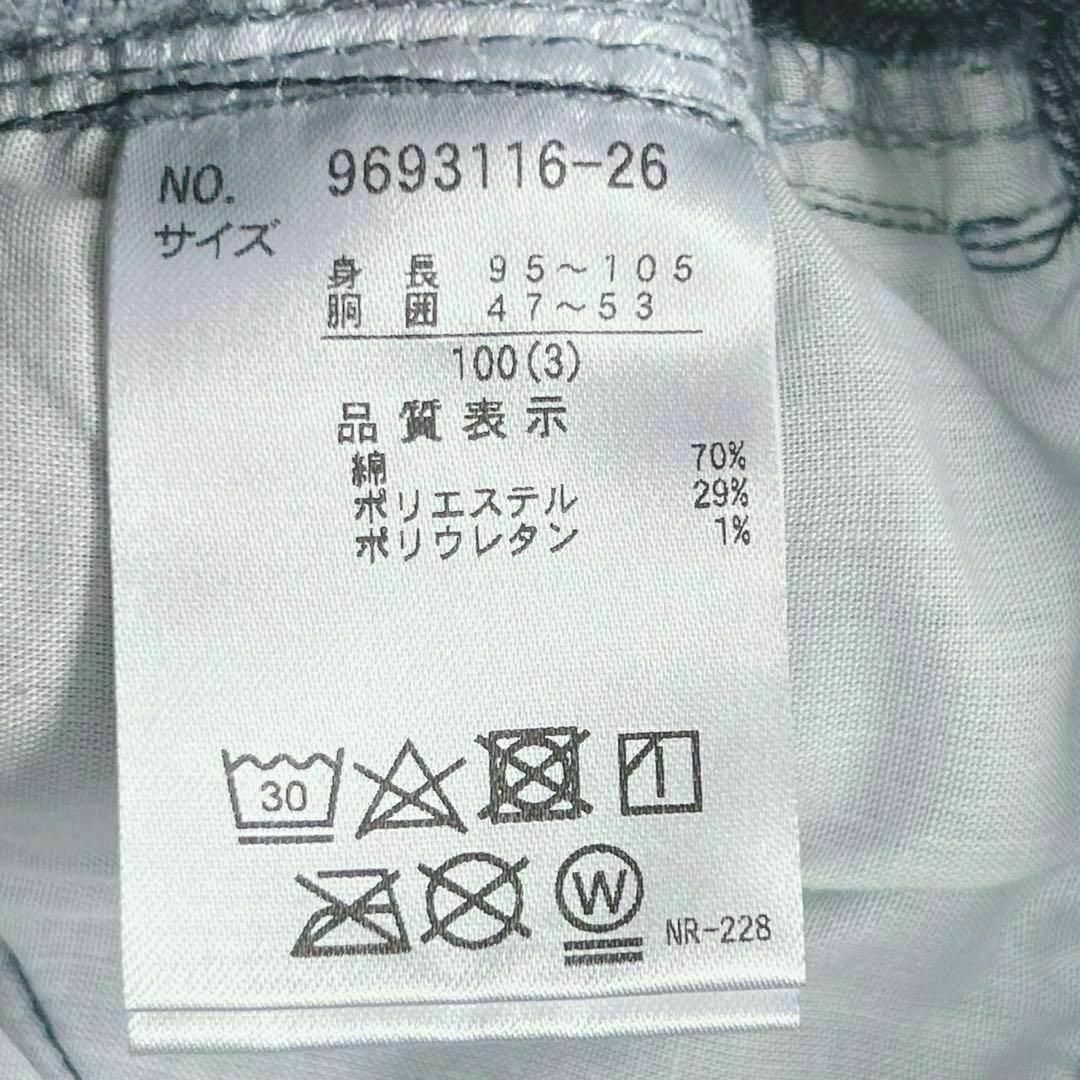 NO. 9693116-26
サイズ
身長 95～105
胴囲 47～53
100(3)
品質表示
綿 70%
ポリエステル 29%
ポリウレタン 1%
30
W
NR-228